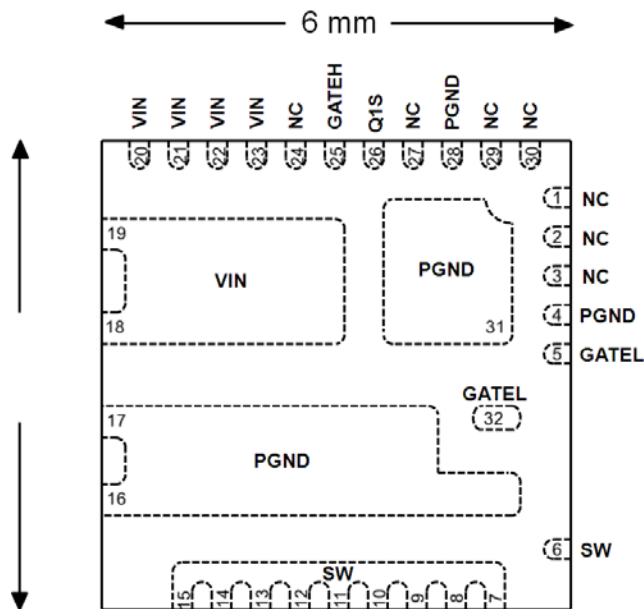 6 mm
VIN
VIN
VIN
VIN
NC
GATEH
Q1S
NC
PGND
NC
NC
20
21
22
23
24
25
26
27
28
29
30
1 NC
2 NC
3 NC
4 PGND
5 GATEL
19
VIN
18
PGND
31
GATEL
32
17
PGND
16
6 SW
SW
15
14
13
12
11
10
9
8
7